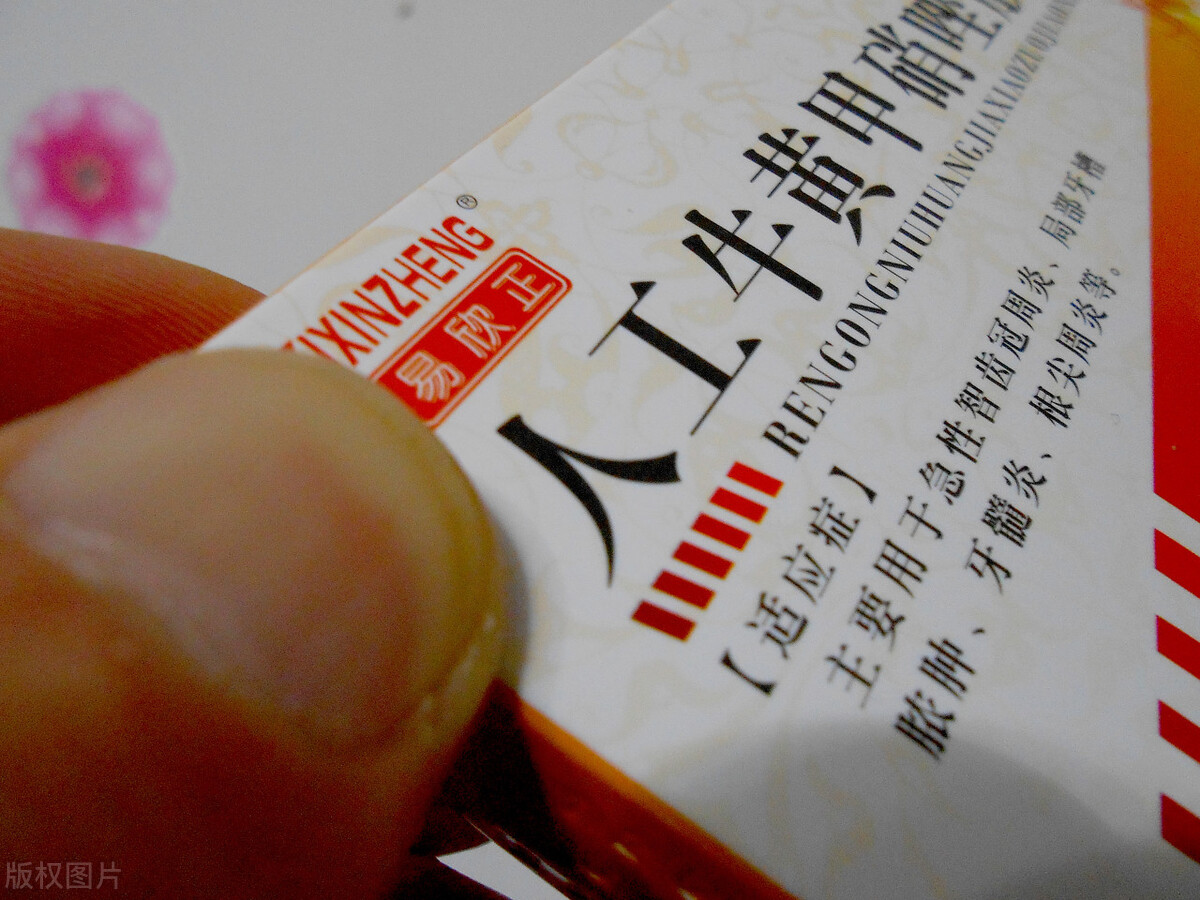 YIXINZHENG®
易欣正
人工牛黄甲硝唑胶
RENGONGNIUHUANGJIAXIAOZUOJIAONANG
【适应症】
主要用于急性智齿冠周炎、局部牙槽
脓肿、牙髓炎、根尖周炎等。
版权图片